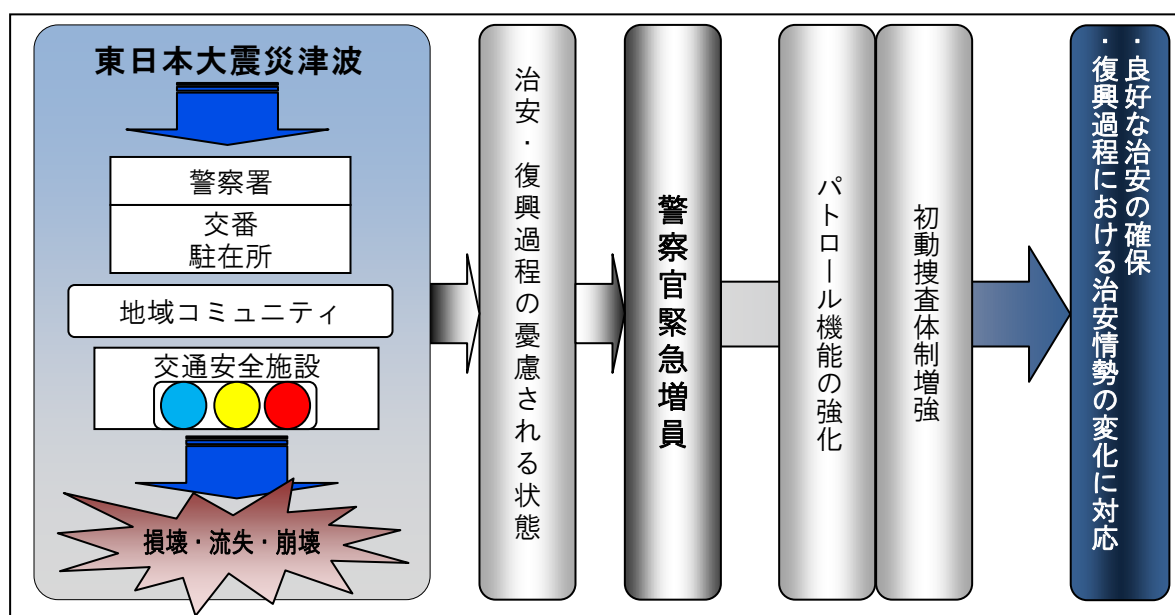 東日本大震災津波
警察署
交番
駐在所
地域コミュニティ
交通安全施設
損壊・流失・崩壊
治安・復興過程の憂慮される状態
警察官緊急増員
パトロール機能の強化
初動捜査体制増強
・良好な治安の確保
・復興過程における治安情勢の変化に対応